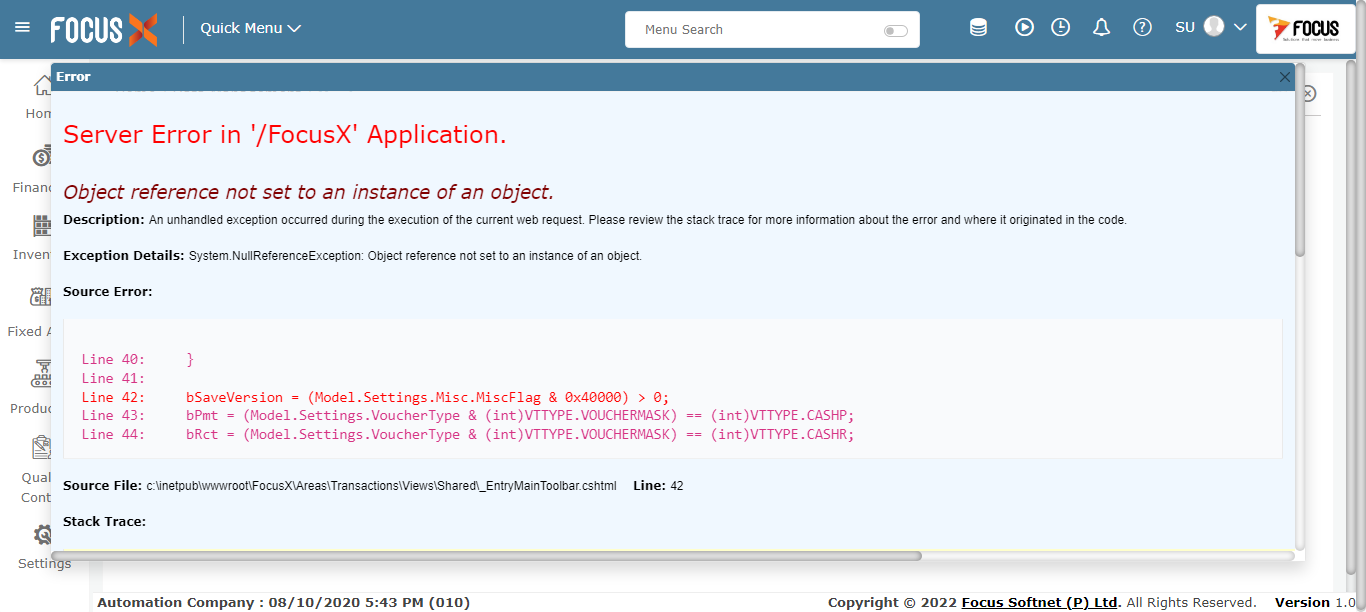 FOCUS X
Quick Menu
Menu Search
SU
FOCUS
Error
Server Error in '/FocusX' Application.
Object reference not set to an instance of an object.
Description: An unhandled exception occurred during the execution of the current web request. Please review the stack trace for more information about the error and where it originated in the code.
Exception Details: System.NullReferenceException: Object reference not set to an instance of an object.
Source Error:
Line 40: }
Line 41:
Line 42: bSaveVersion = (Model.Settings.Misc.MiscFlag & 0x40000) > 0;
Line 43: bPmt = (Model.Settings.VoucherType & (int)VTTYPE.VOUCHERMASK) == (int)VTTYPE.CASHP;
Line 44: bRct = (Model.Settings.VoucherType & (int)VTTYPE.VOUCHERMASK) == (int)VTTYPE.CASHR;
Source File: c:\inetpub\wwwroot\FocusX\Areas\Transactions\Views\Shared\_EntryMainToolbar.cshtml Line: 42
Stack Trace:
Hom
Financ
Inven
Fixed A
Produc
Qual
Cont
Settings
Automation Company : 08/10/2020 5:43 PM (010)
Copyright © 2022 Focus Softnet (P) Ltd. All Rights Reserved. Version 1.0